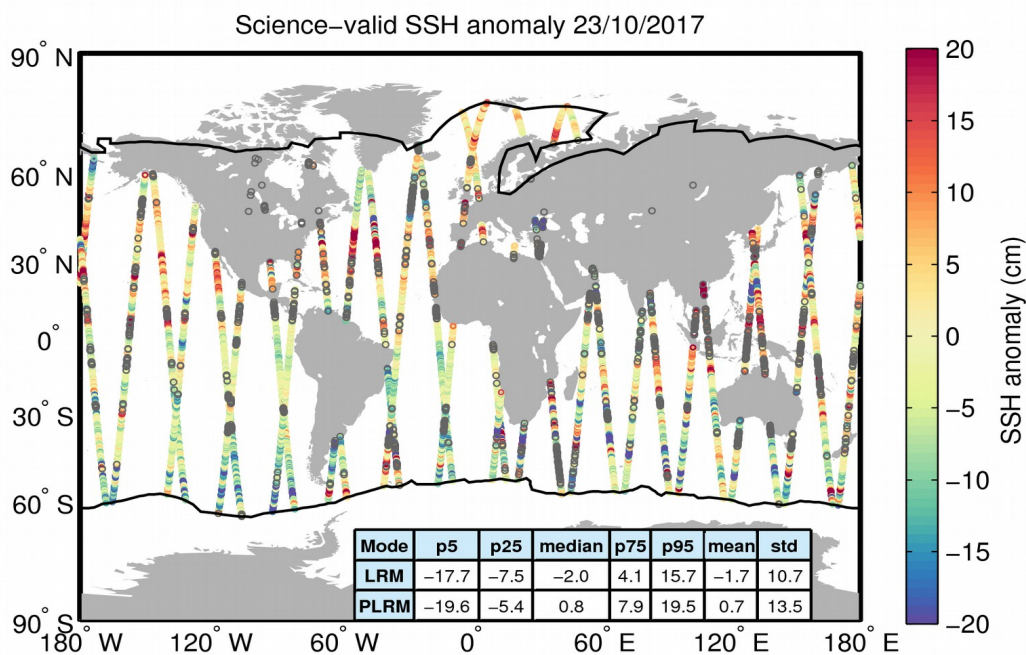 Science−valid SSH anomaly 23/10/2017
90° N
60° N
30° N
0°
30° S
60° S
90° S
180° W
120° W
60° W
0°
60° E
120° E
180° E
Mode p5 p25 median p75 p95 mean std
LRM −17.7 −7.5 −2.0 4.1 15.7 −1.7 10.7
PLRM −19.6 −5.4 0.8 7.9 19.5 0.7 13.5
20
15
10
5
0
−5
−10
−15
−20
SSH anomaly (cm)